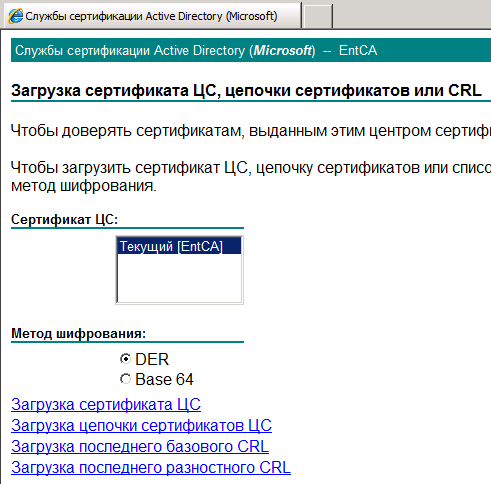 Службы сертификации Active Directory (Microsoft)
Службы сертификации Active Directory (Microsoft) -- EntCA
Загрузка сертификата ЦС, цепочки сертификатов или CRL
Чтобы доверять сертификатам, выданным этим центром
Чтобы загрузить сертификат ЦС, цепочку сертификатов или
метод шифрования.
Сертификат ЦС:
Текущий [EntCA]
Метод шифрования:
DER
Base 64
Загрузка сертификата ЦС
Загрузка цепочки сертификатов ЦС
Загрузка последнего базового CRL
Загрузка последнего разностного CRL